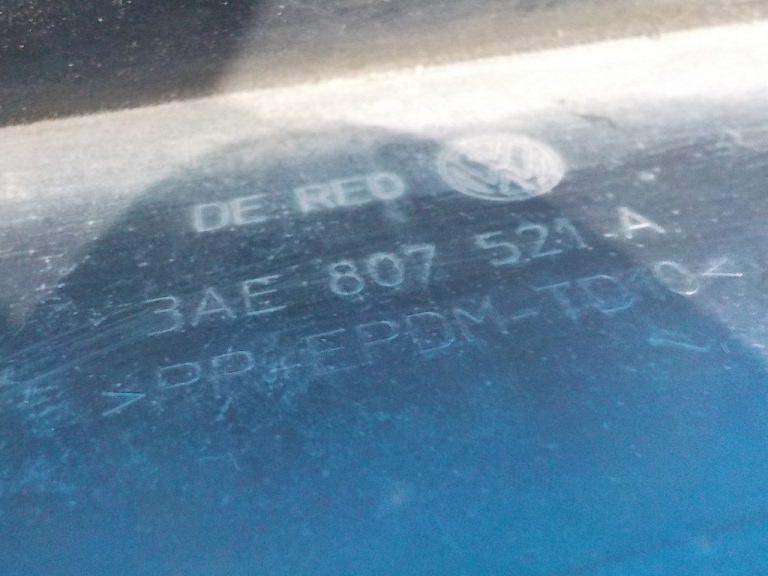 DE REO
3AE 807 521 A
>PP+EPDM-TD10<